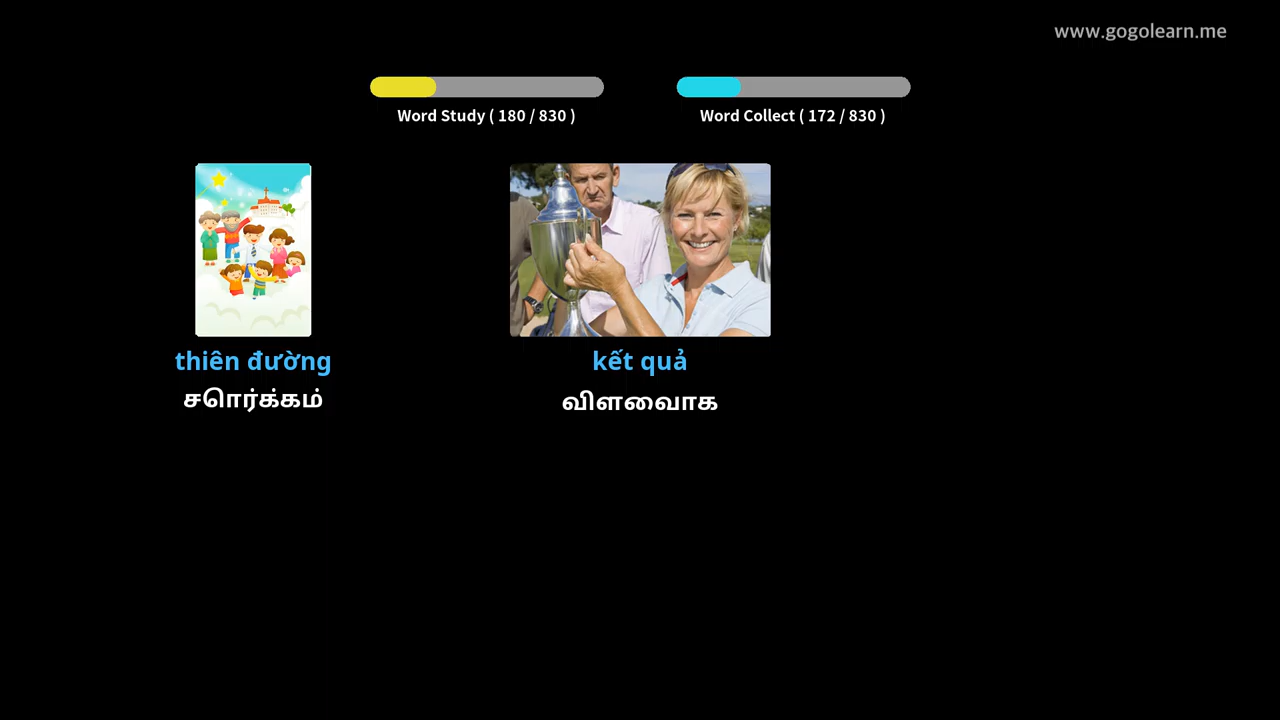 www.gogolearn.me
Word Study ( 180 / 830 )
Word Collect ( 172 / 830 )
thiên đường
சொர்க்கம்
kết quả
விளைவாக